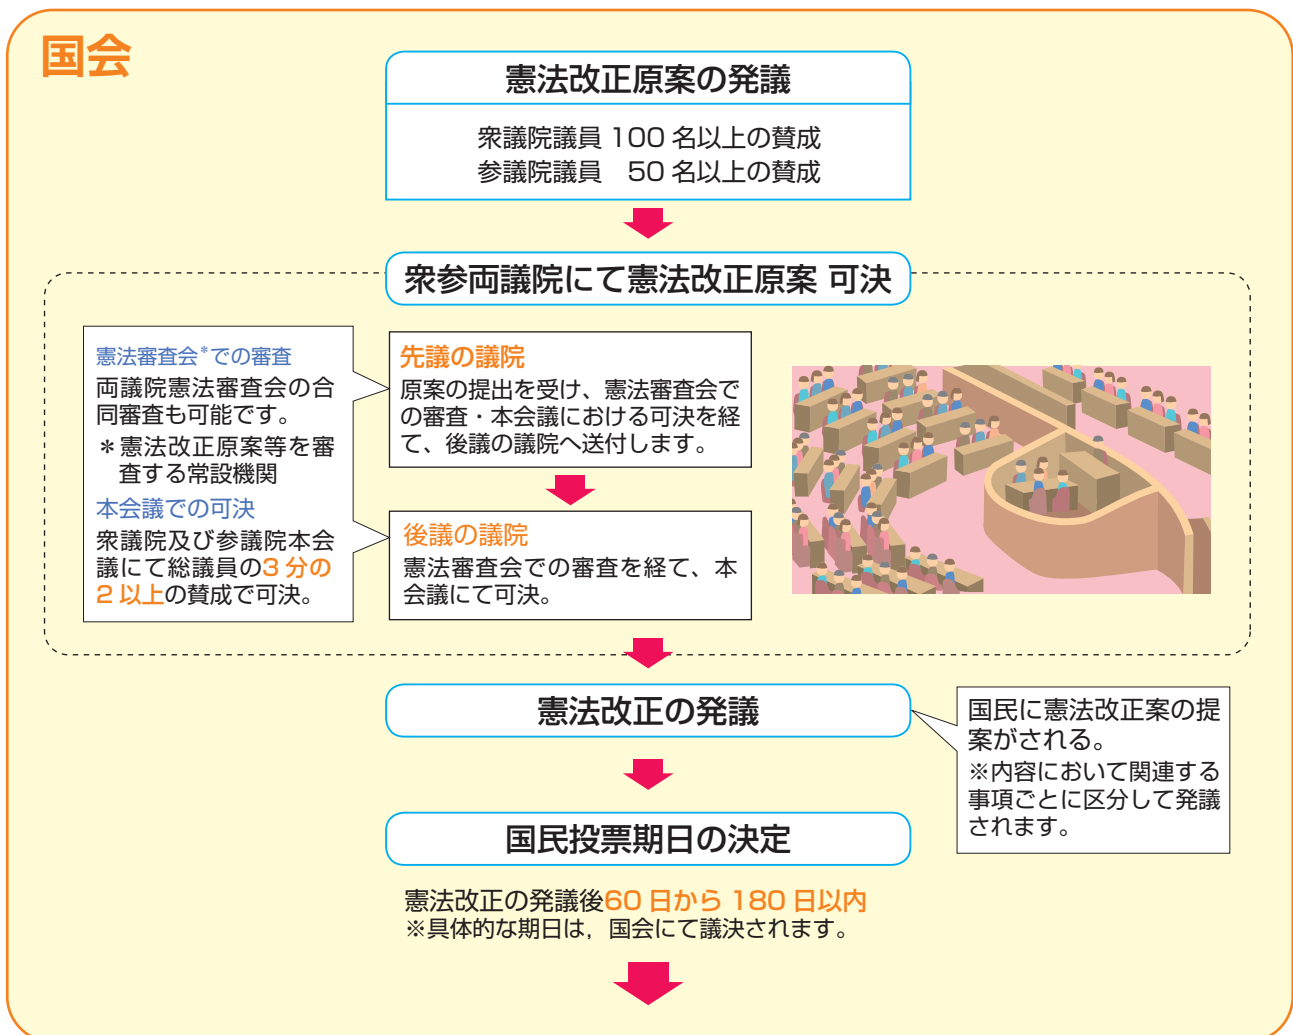 国会
憲法改正原案の発議
衆議院議員 100 名以上の賛成
参議院議員　50 名以上の賛成
衆参両議院にて憲法改正原案 可決
憲法審査会*での審査
両議院憲法審査会の合
同審査も可能です。
＊憲法改正原案等を審
査する常設機関
本会議での可決
衆議院及び参議院本会
議にて総議員の3 分の
2 以上の賛成で可決。
先議の議院
原案の提出を受け、憲法審査会で
の審査・本会議における可決を経
て、後議の議院へ送付します。
後議の議院
憲法審査会での審査を経て、本
会議にて可決。
憲法改正の発議
国民に憲法改正案の提
案がされる。
※内容において関連する
事項ごとに区分して発議
されます。
国民投票期日の決定
憲法改正の発議後60 日から 180 日以内
※具体的な期日は，国会にて議決されます。